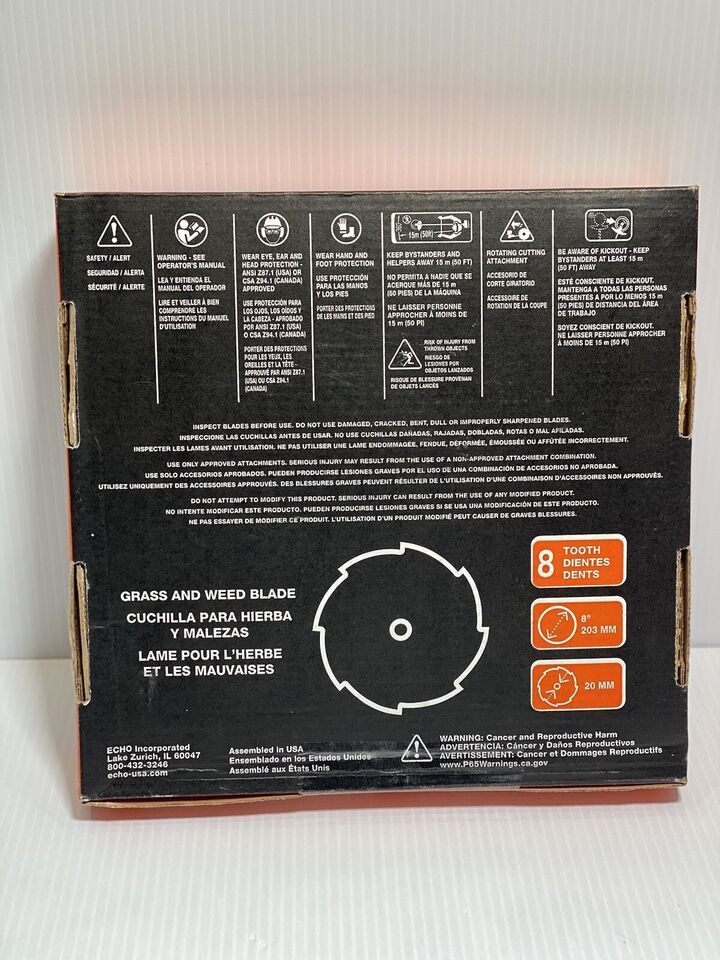 SAFETY / ALERT
SEGURIDAD / ALERTA
SÉCURITÉ / ALERTE
WARNING - SEE
OPERATOR'S MANUAL
LEA Y ENTIENDA EL
MANUAL DEL OPERADOR
LIRE ET VEILLER À BIEN
COMPRENDRE LES
INSTRUCTIONS DU MANUEL
D'UTILISATION
WEAR EYE, EAR AND
HEAD PROTECTION -
ANSI Z87.1 (USA) OR
CSA Z94.1 (CANADA)
APPROVED
USE PROTECCIÓN PARA
LOS OJOS, LOS OÍDOS Y
LA CABEZA - APROBADO
POR ANSI Z87.1 (USA)
O CSA Z94.1 (CANADA)
PORTER DES PROTECTIONS
POUR LES YEUX, LES
OREILLES ET LA TÊTE -
APPROUVÉ PAR ANSI Z87.1
(USA) OU CSA Z94.1
(CANADA)
WEAR HAND AND
FOOT PROTECTION
USE PROTECCIÓN
PARA LAS MANOS
Y LOS PIES
PORTER DES PROTECTIONS
DE LES MAINS ET DES PIED
360°
15m (50ft)
KEEP BYSTANDERS AND
HELPERS AWAY 15 m (50 FT)
NO PERMITA A NADIE QUE SE
ACERQUE MÁS DE 15 m
(50 PIES) DE LA MÁQUINA
NE LAISSER PERSONNE
APPROCHER À MOINS DE
15 m (50 PI)
RISK OF INJURY FROM
THROWN OBJECTS
RIESGO DE
LESIONES POR
OBJETOS LANZADOS
RISQUE DE BLESSURE PROVENAN
DE OBJETS LANCÉS
ROTATING CUTTING
ATTACHMENT
ACCESORIO DE
CORTE GIRATORIO
ACCESSOIRE DE
ROTATION DE LA COUPE
BE AWARE OF KICKOUT - KEEP
BYSTANDERS AT LEAST 15 m
(50 FT) AWAY
ESTÉ CONSCIENTE DE KICKOUT.
MANTENGA A TODAS LAS PERSONAS
PRESENTES A POR LO MENOS 15 m
(50 PIES) DE DISTANCIA DEL ÁREA
DE TRABAJO
SOYEZ CONSCIENT DE KICKOUT.
NE LAISSER PERSONNE APPROCHER
À MOINS DE 15 m (50 PI)
INSPECT BLADES BEFORE USE. DO NOT USE DAMAGED, CRACKED, BENT, DULL OR IMPROPERLY SHARPENED BLADES.
INSPECCIONE LAS CUCHILLAS ANTES DE USAR. NO USE CUCHILLAS DAÑADAS, RAJADAS, DOBLADAS, ROTAS O MAL AFILADAS.
INSPECTER LES LAMES AVANT UTILISATION. NE PAS UTILISER UNE LAME ENDOMMAGÉE, FENDUE, DÉFORMÉE, ÉMOUSSÉE OU AFFÛTÉE INCORRECTEMENT.
USE ONLY APPROVED ATTACHMENTS. SERIOUS INJURY MAY RESULT FROM THE USE OF A NON-APPROVED ATTACHMENT COMBINATION.
USE SOLO ACCESORIOS APROBADOS. PUEDEN PRODUCIRSE LESIONES GRAVES POR EL USO DE UNA COMBINACIÓN DE ACCESORIOS NO APROBADA.
UTILISEZ UNIQUEMENT DES ACCESSOIRES APPROUVÉS. DES BLESSURES GRAVES PEUVENT RÉSULTER DE L'UTILISATION D'UNE COMBINAISON D'ACCESSOIRES NON APPROUVÉS.
DO NOT ATTEMPT TO MODIFY THIS PRODUCT. SERIOUS INJURY CAN RESULT FROM THE USE OF ANY MODIFIED PRODUCT.
NO INTENTE MODIFICAR ESTE PRODUCTO. PUEDEN PRODUCIRSE LESIONES GRAVES SI SE USA UNA MODIFICACIÓN DE ESTE PRODUCTO.
NE PAS ESSAYER DE MODIFIER CE PRODUIT. L'UTILISATION D'UN PRODUIT MODIFIÉ PEUT CAUSER DE GRAVES BLESSURES.
GRASS AND WEED BLADE
CUCHILLA PARA HIERBA
Y MALEZAS
LAME POUR L'HERBE
ET LES MAUVAISES
8 TOOTH
DIENTES
DENTS
8"
203 MM
20 MM
ECHO Incorporated
Lake Zurich, IL 60047
800-432-3246
echo-usa.com
Assembled in USA
Ensemblado en los Estados Unidos
Assemblé aux États Unis
WARNING: Cancer and Reproductive Harm
ADVERTENCIA: Cáncer y Daños Reproductivos
AVERTISSEMENT: Cancer et Dommages Reproductifs
www.P65Warnings.ca.gov